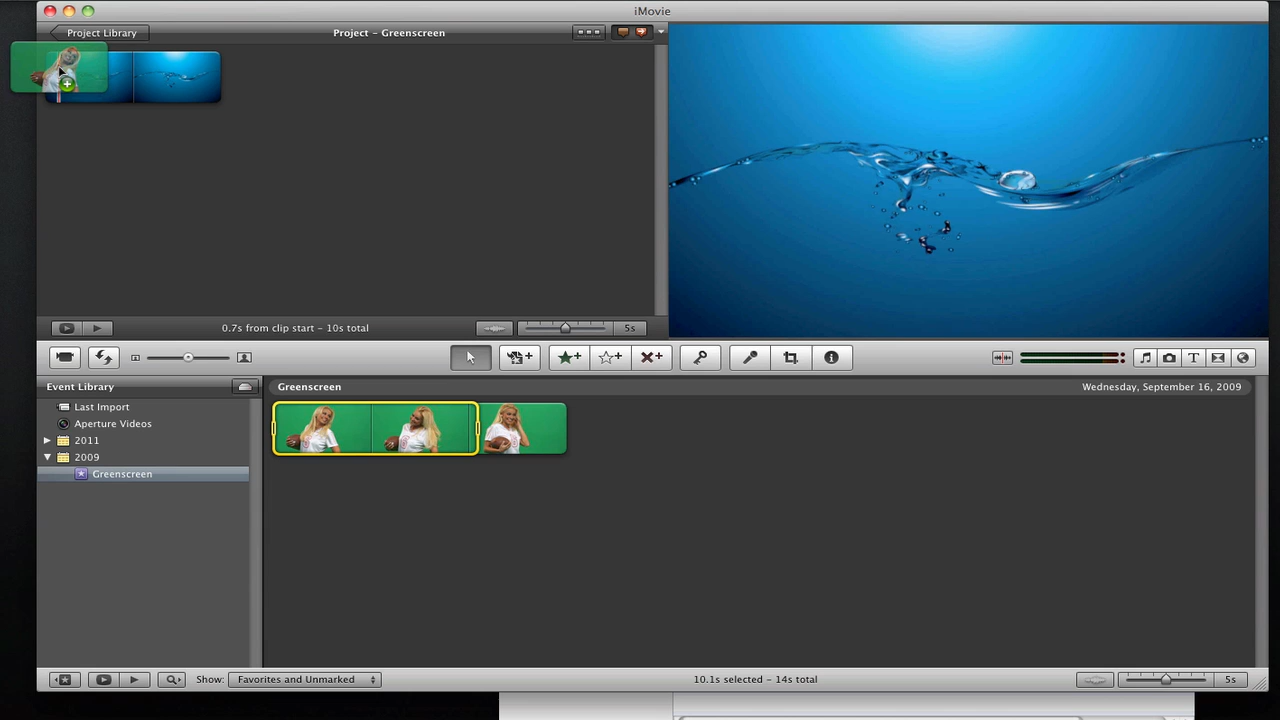 iMovie
Project Library
Project - Greenscreen
0.7s from clip start - 10s total
5s
Event Library
Greenscreen
Wednesday, September 16, 2009
Last Import
Aperture Videos
2011
2009
Greenscreen
Show: Favorites and Unmarked
10.1s selected - 14s total
5s